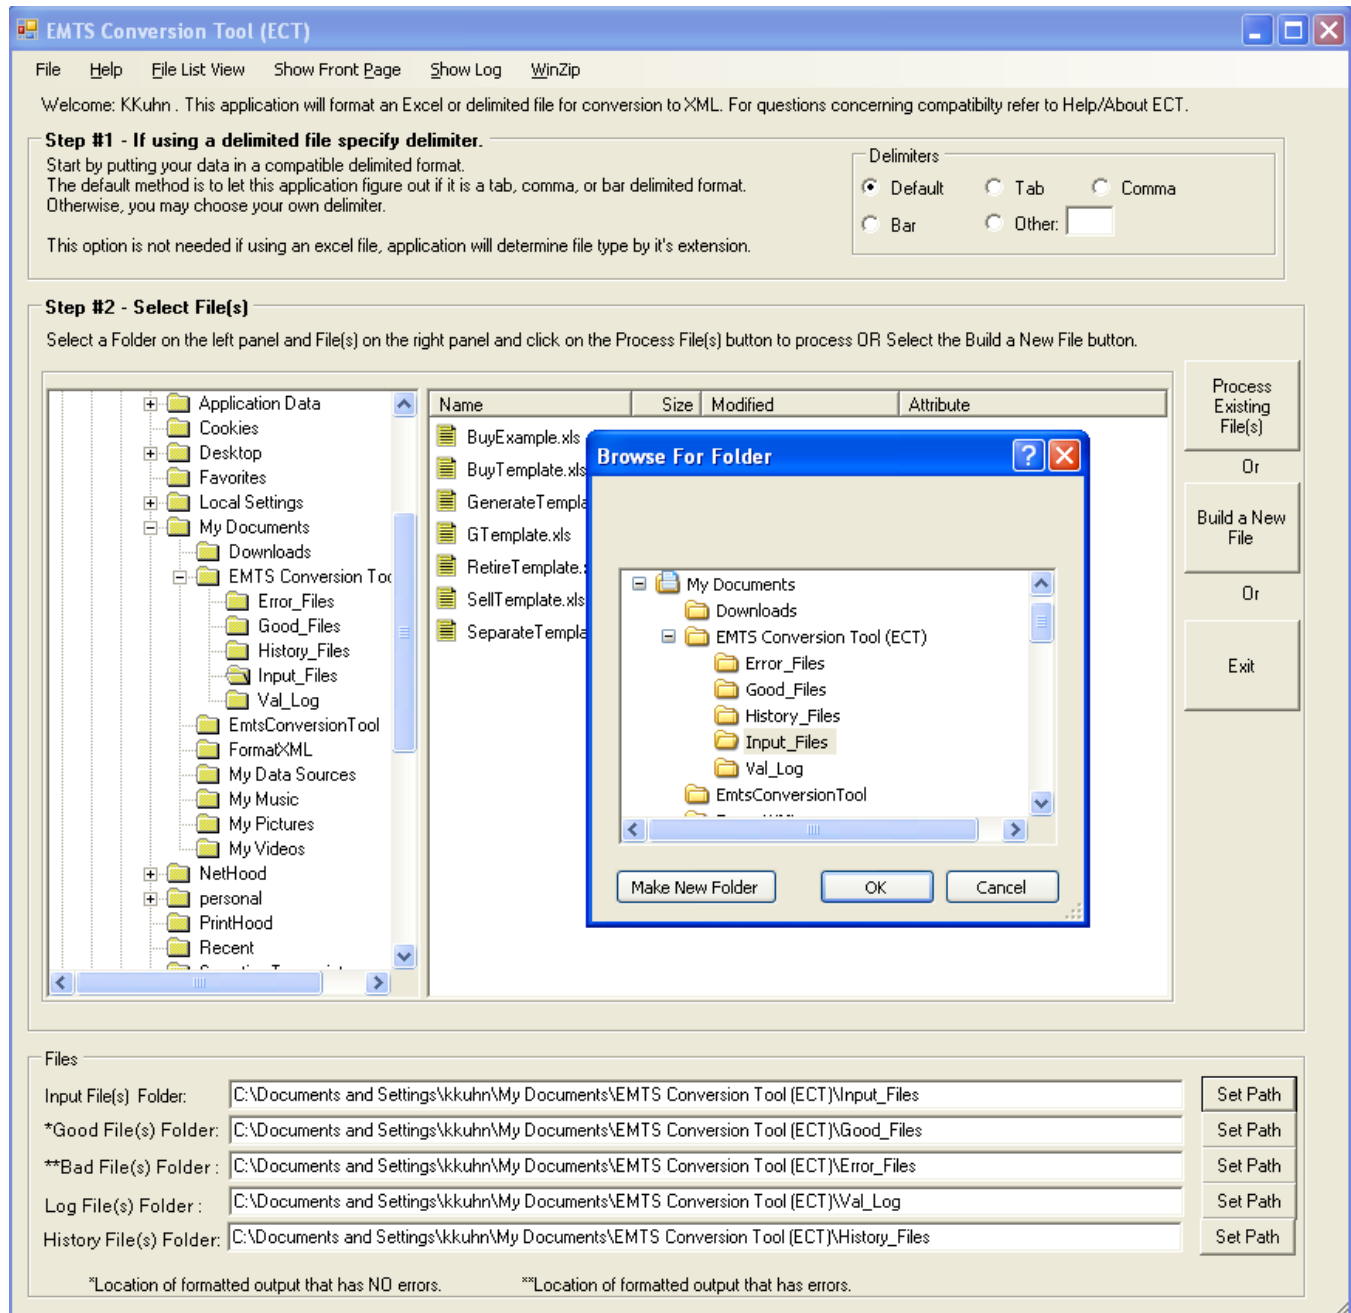 EMTS Conversion Tool (ECT)
File Help File List View Show Front Page Show Log WinZip
Welcome: KKuhn . This application will format an Excel or delimited file for conversion to XML. For questions concerning compatibilty refer to Help/About ECT.
Step #1 - If using a delimited file specify delimiter.
Start by putting your data in a compatible delimited format.
The default method is to let this application figure out if it is a tab, comma, or bar delimited format.
Otherwise, you may choose your own delimiter.
This option is not needed if using an excel file, application will determine file type by it's extension.
Delimiters
Default Tab Comma
Bar Other:
Step #2 - Select File(s)
Select a Folder on the left panel and File(s) on the right panel and click on the Process File(s) button to process OR Select the Build a New File button.
Application Data
Cookies
Desktop
Favorites
Local Settings
My Documents
Downloads
EMTS Conversion Too
Error_Files
Good_Files
History_Files
Input_Files
Val_Log
EmtsConversionTool
FormatXML
My Data Sources
My Music
My Pictures
My Videos
NetHood
personal
PrintHood
Recent
Name Size Modified Attribute
BuyExample.xls
BuyTemplate.xls
GenerateTempla
GTemplate.xls
RetireTemplate.
SellTemplate.xls
SeparateTempla
Browse For Folder
My Documents
Downloads
EMTS Conversion Tool (ECT)
Error_Files
Good_Files
History_Files
Input_Files
Val_Log
EmtsConversionTool
Make New Folder OK Cancel
Process
Existing
File(s)
Or
Build a New
File
Or
Exit
Files
Input File(s) Folder: C:\Documents and Settings\kkuhn\My Documents\EMTS Conversion Tool (ECT)\Input_Files Set Path
*Good File(s) Folder: C:\Documents and Settings\kkuhn\My Documents\EMTS Conversion Tool (ECT)\Good_Files Set Path
**Bad File(s) Folder : C:\Documents and Settings\kkuhn\My Documents\EMTS Conversion Tool (ECT)\Error_Files Set Path
Log File(s) Folder : C:\Documents and Settings\kkuhn\My Documents\EMTS Conversion Tool (ECT)\Val_Log Set Path
History File(s) Folder: C:\Documents and Settings\kkuhn\My Documents\EMTS Conversion Tool (ECT)\History_Files Set Path
*Location of formatted output that has NO errors. **Location of formatted output that has errors.